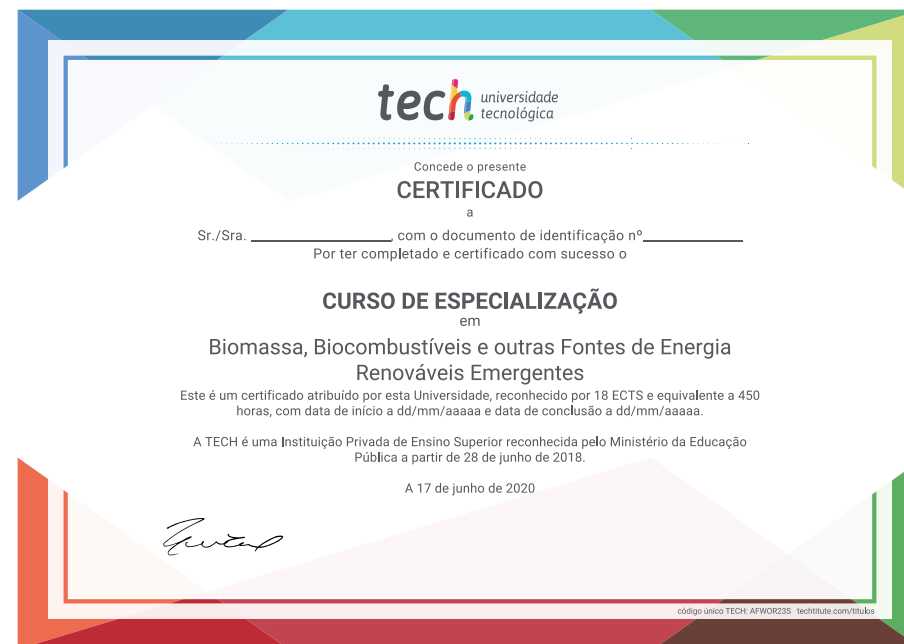 tech universidade
tecnológica
Concede o presente
CERTIFICADO
a
Sr./Sra. ____________________, com o documento de identificação nº______________
Por ter completado e certificado com sucesso o
CURSO DE ESPECIALIZAÇÃO
em
Biomassa, Biocombustíveis e outras Fontes de Energia
Renováveis Emergentes
Este é um certificado atribuído por esta Universidade, reconhecido por 18 ECTS e equivalente a 450
horas, com data de início a dd/mm/aaaaa e data de conclusão a dd/mm/aaaaa.
A TECH é uma Instituição Privada de Ensino Superior reconhecida pelo Ministério da Educação
Pública a partir de 28 de junho de 2018.
A 17 de junho de 2020
código único TECH: AFWOR23S techtitute.com/titulos